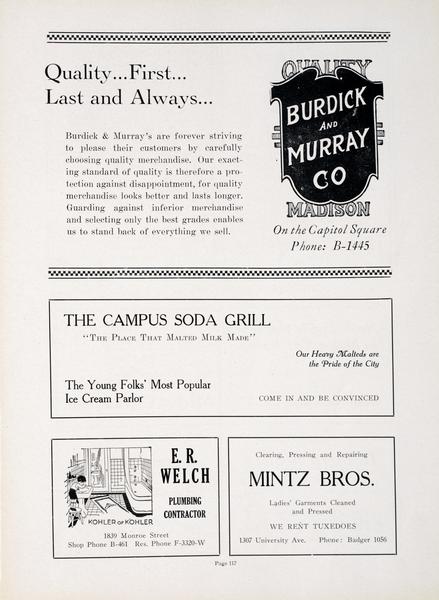 Quality...First...
Last and Always...
Burdick & Murray's are forever striving
to please their customers by carefully
choosing quality merchandise. Our exact-
ing standard of quality is therefore a pro-
tection against disappointment, for quality
merchandise looks better and lasts longer.
Guarding against inferior merchandise
and selecting only the best grades enables
us to stand back of everything we sell.
QUALITY
BURDICK
AND
MURRAY
CO
MADISON
On the Capitol Square
Phone: B-1445
THE CAMPUS SODA GRILL
"The Place That Malted Milk Made"
Our Heavy Malteds are
the Pride of the City
The Young Folks' Most Popular
Ice Cream Parlor
COME IN AND BE CONVINCED
KOHLER OF KOHLER
E. R.
WELCH
PLUMBING
CONTRACTOR
1839 Monroe Street
Shop Phone B-461 Res. Phone F-3320-W
Clearing, Pressing and Repairing
MINTZ BROS.
Ladies' Garments Cleaned
and Pressed
WE RENT TUXEDOES
1307 University Ave. Phone: Badger 1056
Page 117